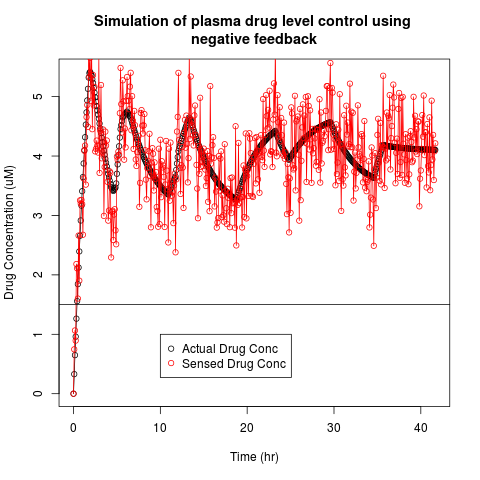 Simulation of plasma drug level control using
negative feedback
Drug Concentration (uM)
5
4
3
2
1
0
Actual Drug Conc
Sensed Drug Conc
0 10 20 30 40
Time (hr)